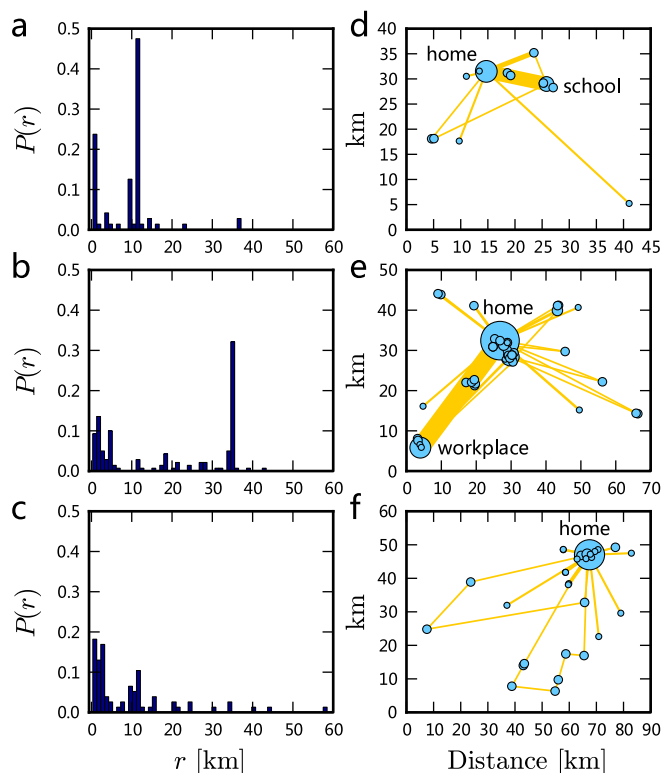 a
0.5
0.4
0.3
0.2
0.1
0.0
P(r)
0 10 20 30 40 50 60
d
40
35
30
25
20
15
10
5
0
km
home
school
0 5 10 15 20 25 30 35 40 45
b
0.5
0.4
0.3
0.2
0.1
0.0
P(r)
0 10 20 30 40 50 60
e
50
40
30
20
10
0
km
home
workplace
0 10 20 30 40 50 60 70
c
0.5
0.4
0.3
0.2
0.1
0.0
P(r)
0 10 20 30 40 50 60
r [km]
f
60
50
40
30
20
10
0
km
home
0 10 20 30 40 50 60 70 80 90
Distance [km]